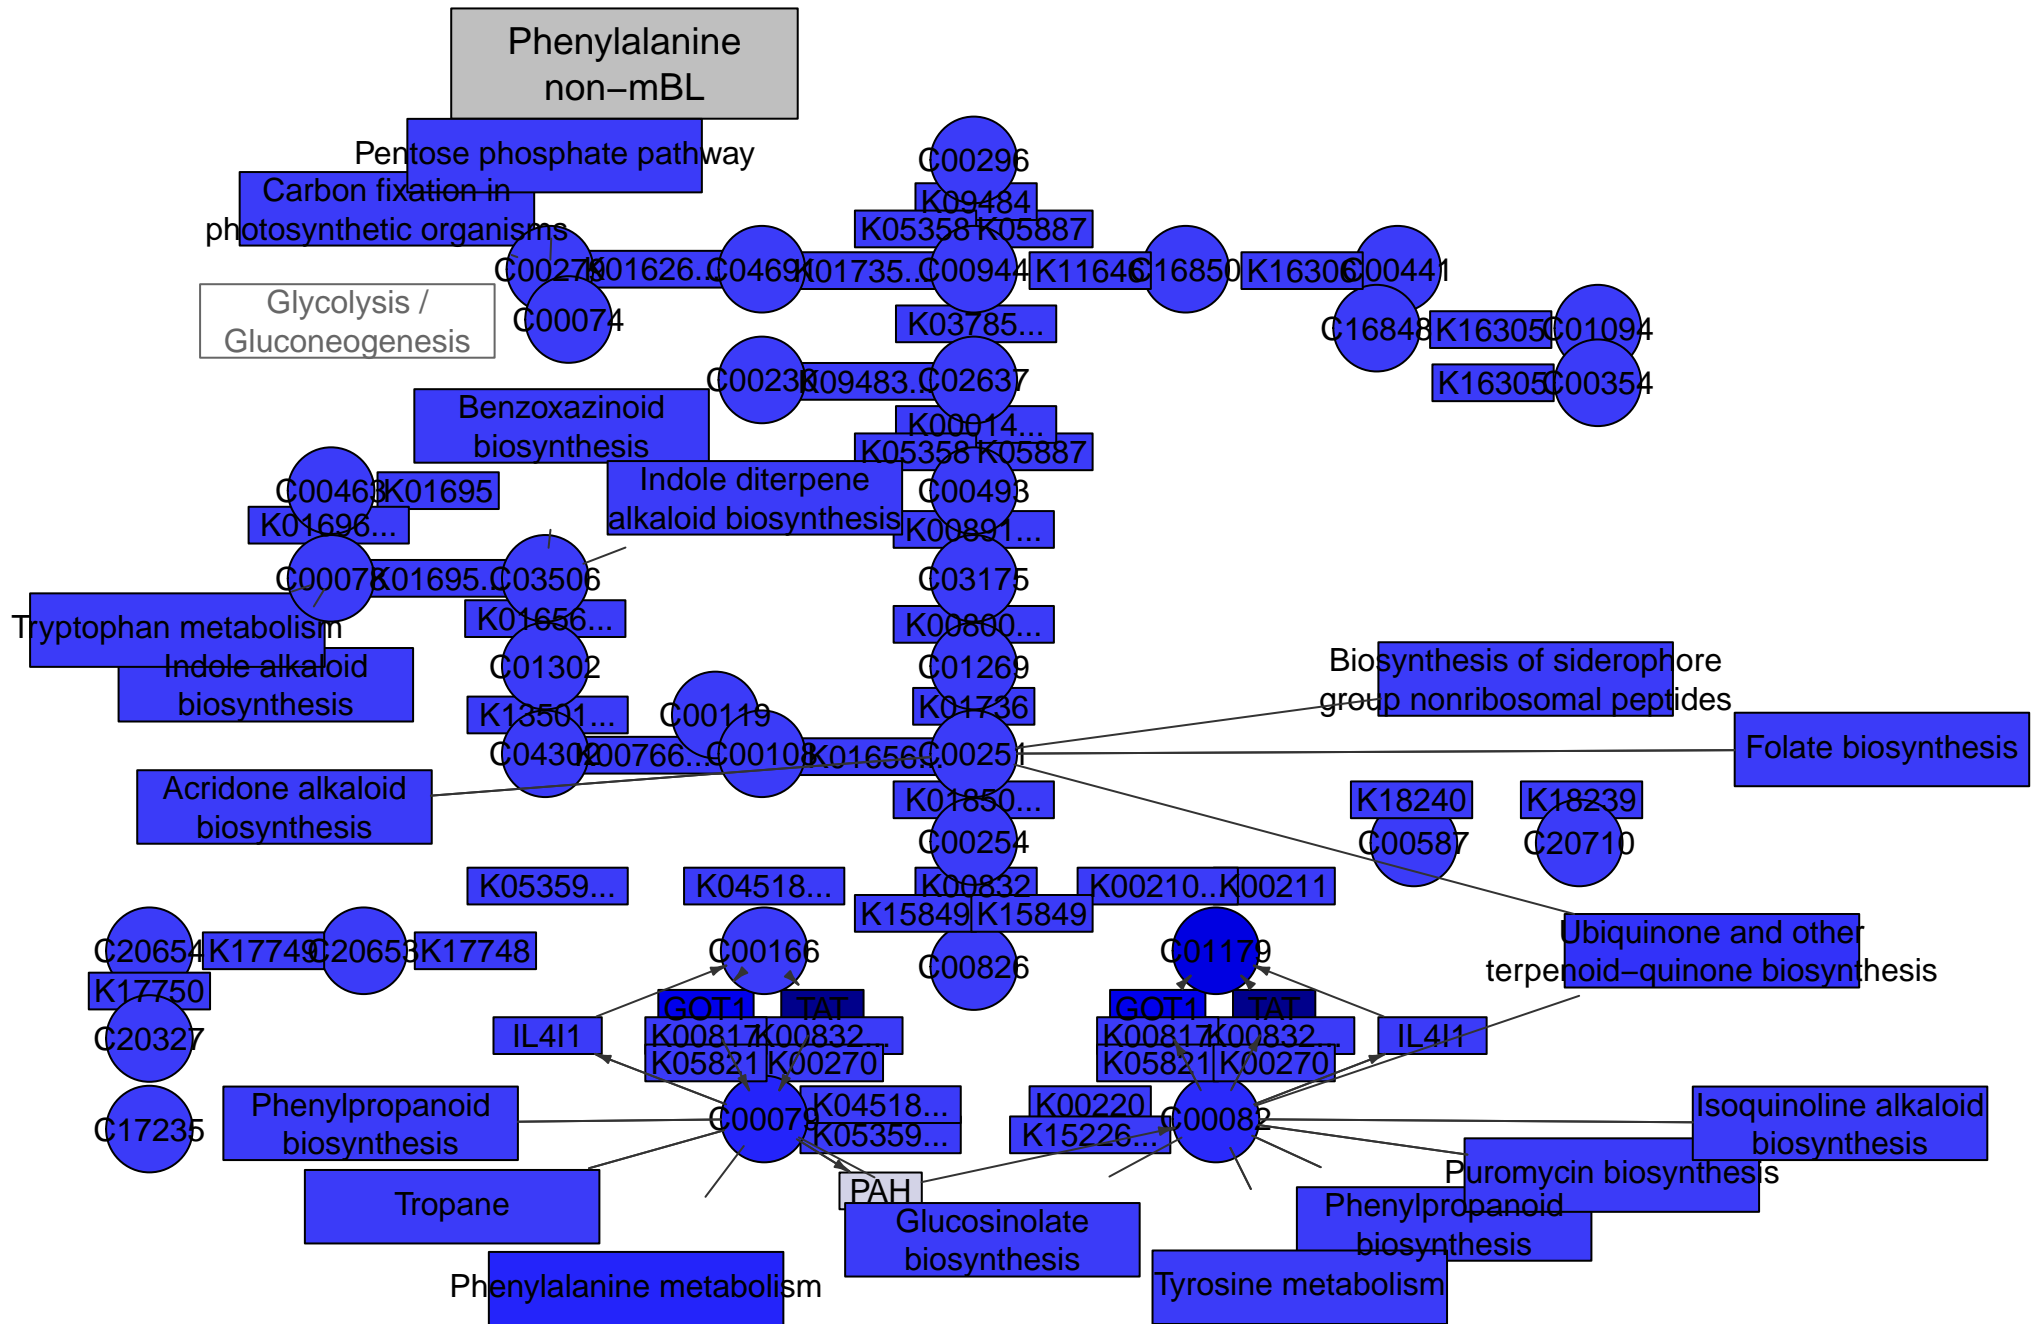 Phenylalanine
non−mBL
Pentose phosphate pathway
Carbon fixation in
photosynthetic organisms
Glycolysis /
Gluconeogenesis
C00296
K09484
K05358
K05887
C00279
K01626...
C04691
K01735...
C00944
K11646
C16850
K16306
C00441
C00074
K03785...
C16848
K16305
C01094
C00230
K09483...
C02637
K16305
C00354
Benzoxazinoid
biosynthesis
K00014...
K05358
K05887
Indole diterpene
alkaloid biosynthesis
C00463
K01695
C00493
K01696...
K00891...
C00078
K01695...
C03506
C03175
Tryptophan metabolism
K01656...
K00800...
Indole alkaloid
biosynthesis
C01302
C01269
Biosynthesis of siderophore
group nonribosomal peptides
K13501...
C00119
K01736
C04302
K00766...
C00108
K01656...
C00251
Folate biosynthesis
Acridone alkaloid
biosynthesis
K01850...
K18240
K18239
C00254
C00587
C20710
K05359...
K04518...
K00832
K00210...
K00211
K15849
K15849
C20654
K17749
C20653
K17748
C00166
C00826
C01179
Ubiquinone and other
terpenoid−quinone biosynthesis
K17750
GOT1
TAT
GOT1
TAT
C20327
IL4I1
K00817
K00832...
K00817
K00832...
IL4I1
K05821
K00270
K05821
K00270
C17235
Phenylpropanoid
biosynthesis
C00079
K04518...
K05359...
K00220
K15226...
C00082
Isoquinoline alkaloid
biosynthesis
Tropane
PAH
Puromycin biosynthesis
Glucosinolate
biosynthesis
Phenylpropanoid
biosynthesis
Phenylalanine metabolism
Tyrosine metabolism